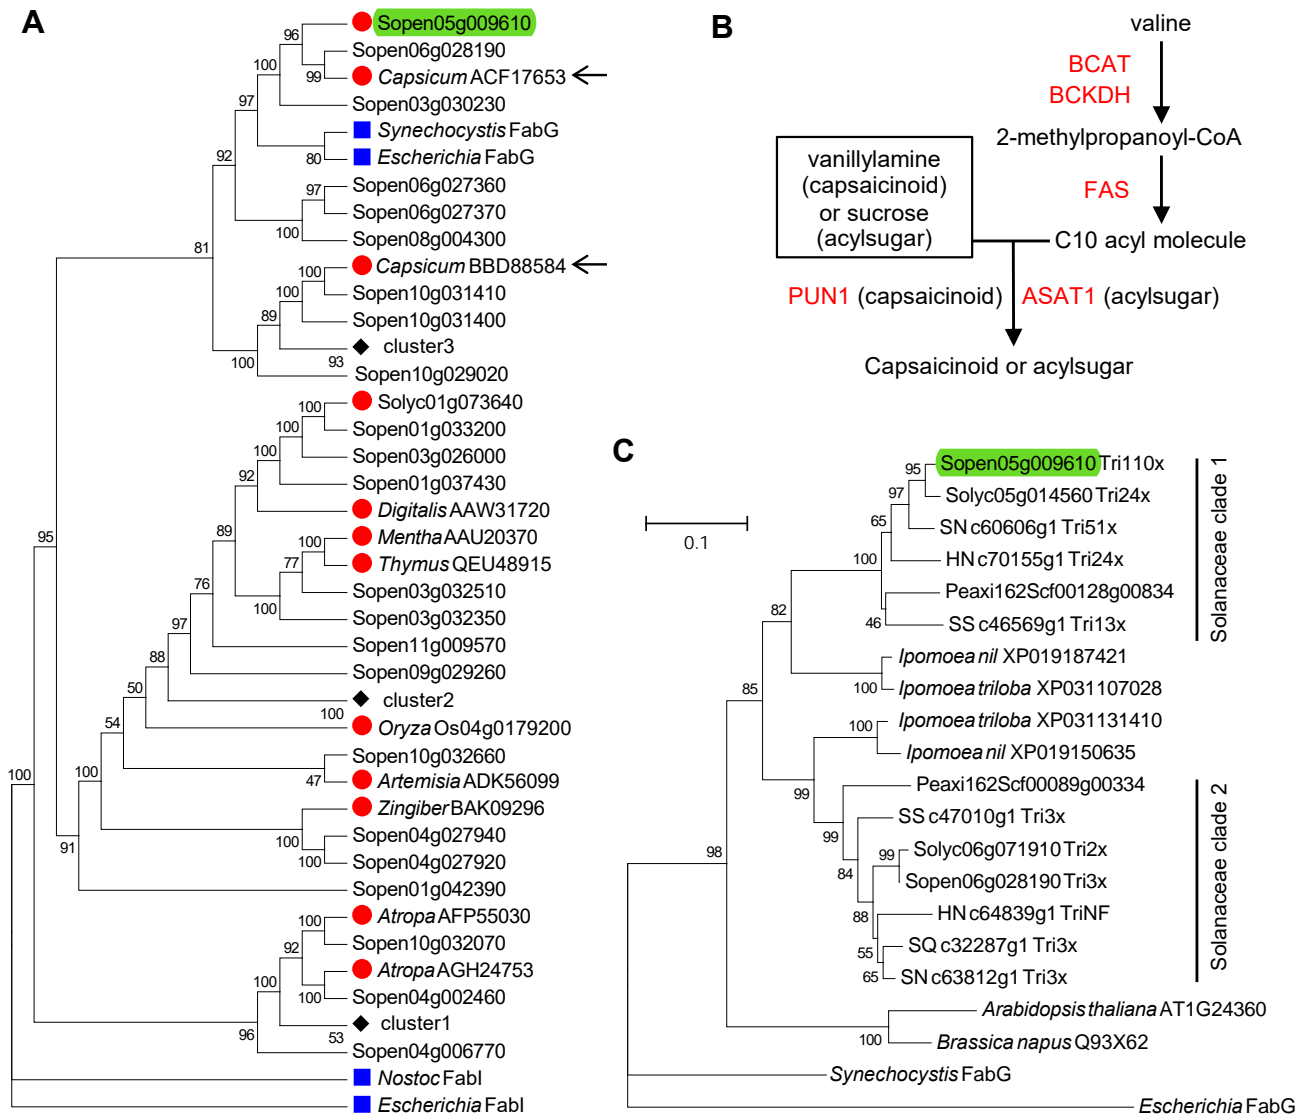 A
96
Sopen05g009610
Sopen06g028190
100
99
Capsicum ACF17653
97
Sopen03g030230
Synechocystis FabG
92
80
Escherichia FabG
97
Sopen06g027360
Sopen06g027370
100
Sopen08g004300
81
100
Capsicum BBD88584
100
Sopen10g031410
89
Sopen10g031400
100
93
cluster3
Sopen10g029020
100
Solyc01g073640
100
Sopen01g033200
100
Sopen03g026000
92
Sopen01g037430
89
Digitalis AAW31720
100
Mentha AAU20370
77
Thymus QEU48915
76
100
Sopen03g032510
Sopen03g032350
97
Sopen11g009570
88
Sopen09g029260
50
cluster2
100
54
Oryza Os04g0179200
Sopen10g032660
100
47
Artemisia ADK56099
Zingiber BAK09296
100
Sopen04g027940
91
100
Sopen04g027920
95
Sopen01g042390
100
100
Atropa AFP55030
92
Sopen10g032070
100
Atropa AGH24753
100
Sopen04g002460
96
53
cluster1
Sopen04g006770
Nostoc FabI
Escherichia FabI
B
valine
BCAT
BCKDH
2-methylpropanoyl-CoA
vanillylamine
(capsaicinoid)
or sucrose
(acylsugar)
FAS
C10 acyl molecule
PUN1 (capsaicinoid)
ASAT1 (acylsugar)
Capsaicinoid or acylsugar
C
0.1
95
Sopen05g009610 Tri110x
97
Solyc05g014560 Tri24x
65
SN c60606g1 Tri51x
100
HN c70155g1 Tri24x
Peaxi162Scf00128g00834
46
SS c46569g1 Tri13x
Solanaceae clade 1
82
Ipomoea nil XP019187421
100
Ipomoea triloba XP031107028
85
100
Ipomoea triloba XP031131410
Ipomoea nil XP019150635
99
Peaxi162Scf00089g00334
99
SS c47010g1 Tri3x
84
99
Solyc06g071910 Tri2x
Sopen06g028190 Tri3x
88
HN c64839g1 TriNF
55
SQ c32287g1 Tri3x
65
SN c63812g1 Tri3x
Solanaceae clade 2
98
Arabidopsis thaliana AT1G24360
100
Brassica napus Q93X62
Synechocystis FabG
Escherichia FabG